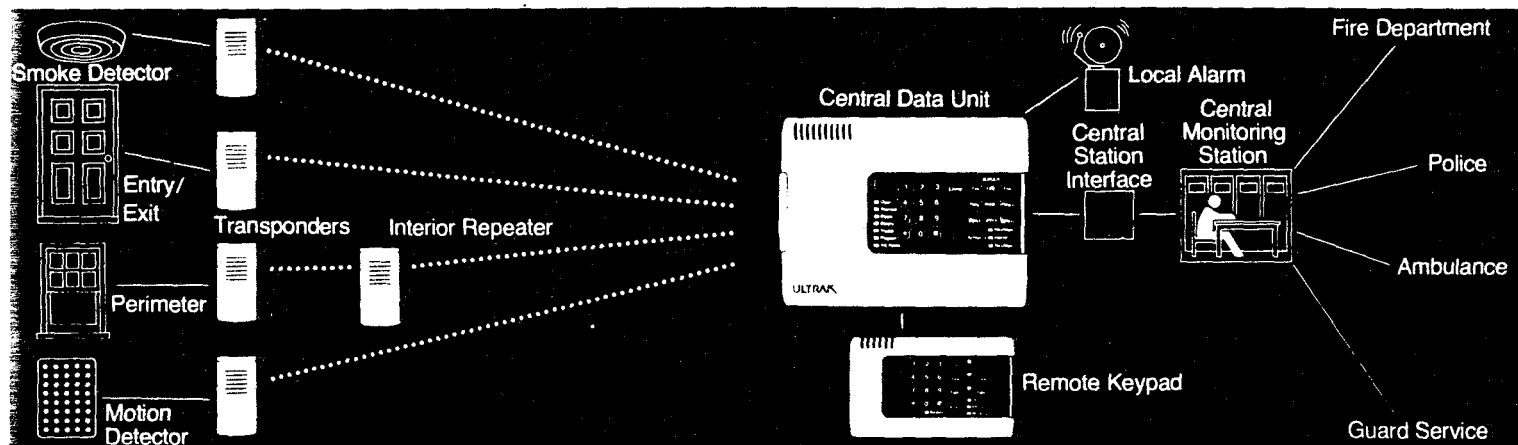 Smoke Detector
Entry/
Exit
Transponders
Interior Repeater
Perimeter
Motion
Detector
Central Data Unit
ULTRAK
Remote Keypad
Local Alarm
Central
Station
Interface
Central
Monitoring
Station
Fire Department
Police
Ambulance
Guard Service